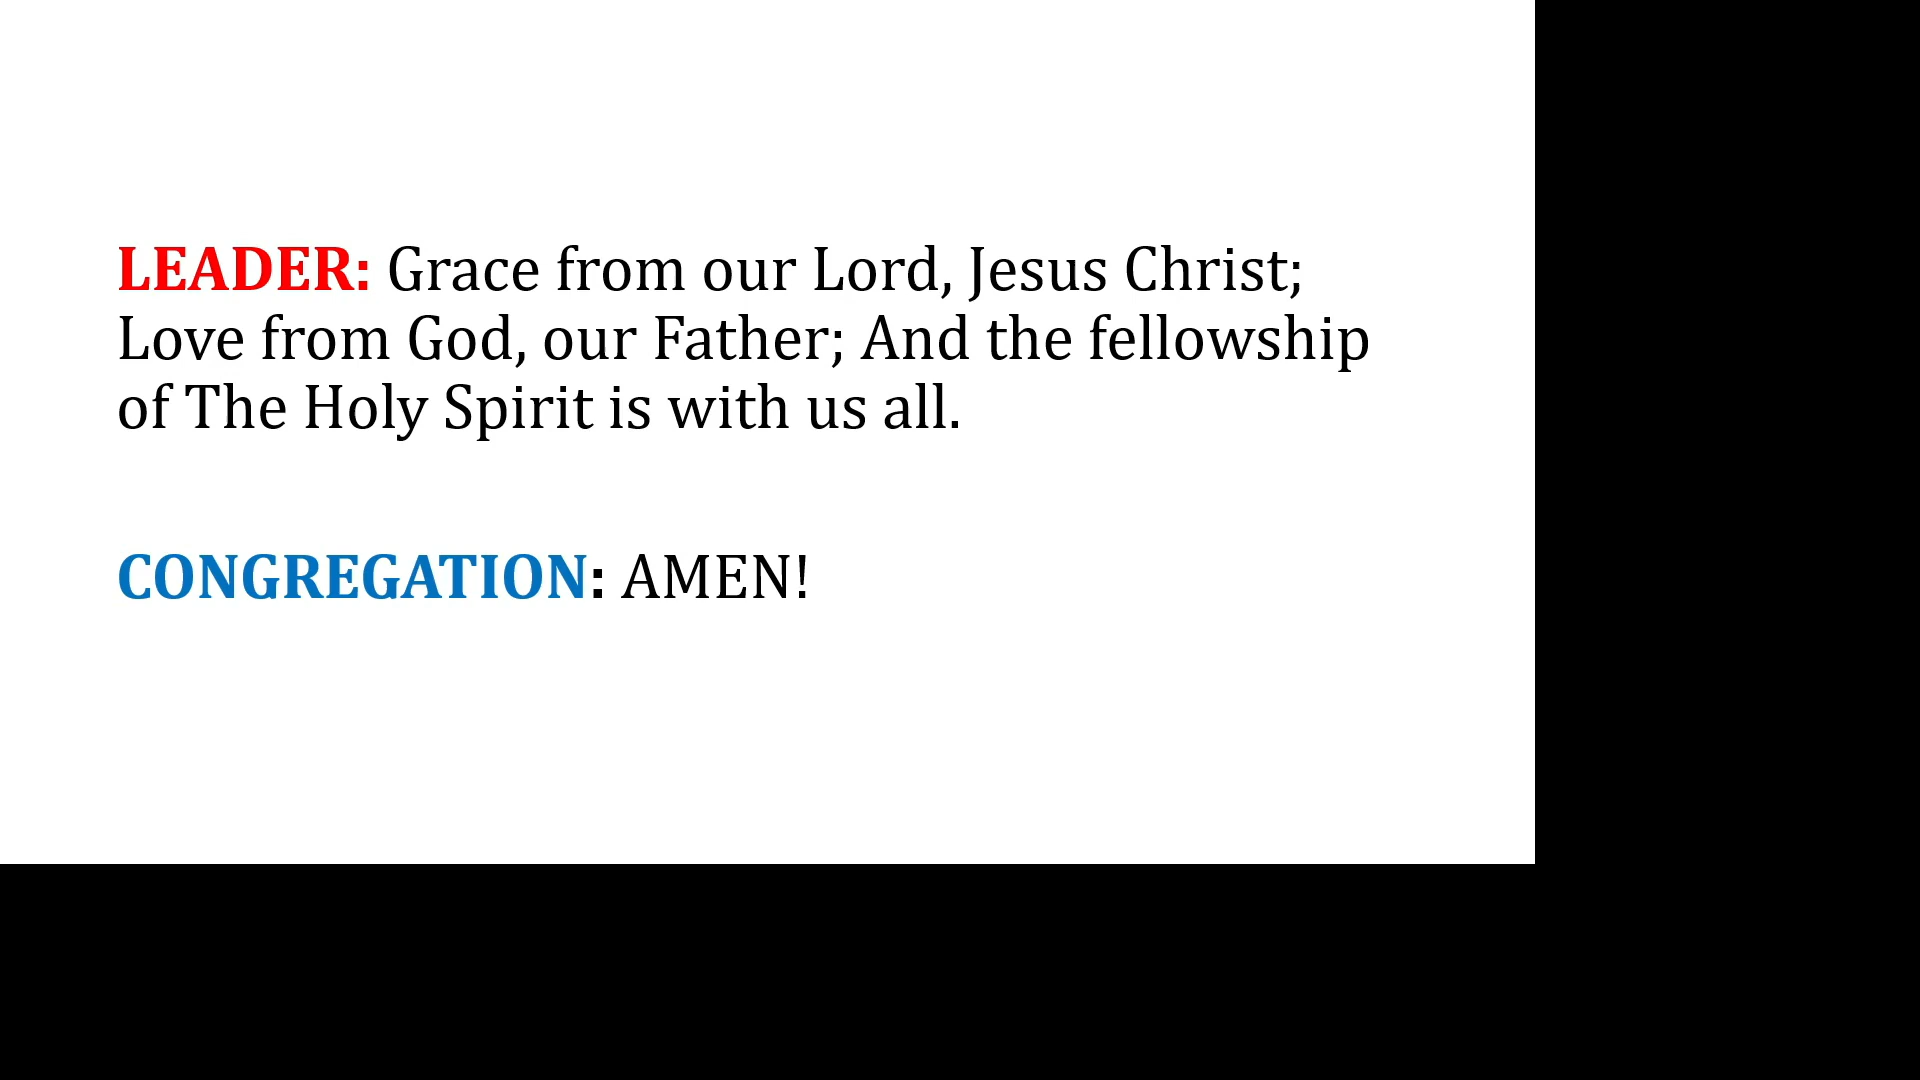 LEADER: Grace from our Lord, Jesus Christ;
Love from God, our Father; And the fellowship
of The Holy Spirit is with us all.
CONGREGATION: AMEN!